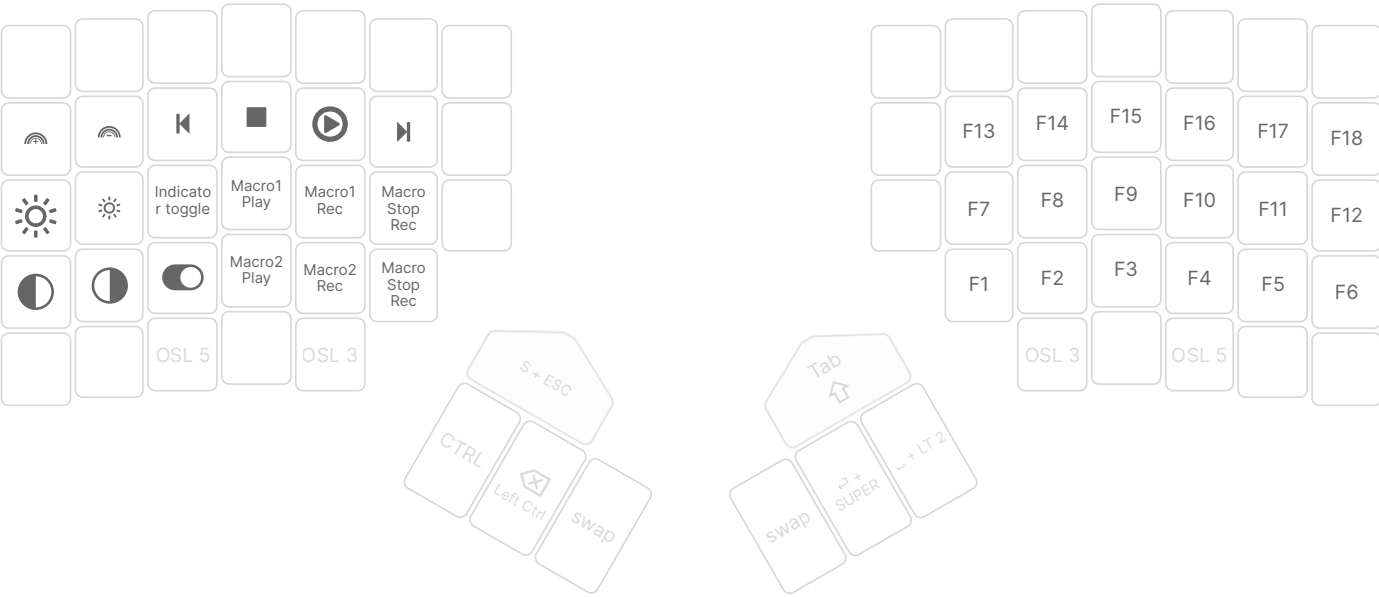 F13
F14
F15
F16
F17
F18
Indicato
r toggle
Macro1
Play
Macro1
Rec
Macro
Stop
Rec
F7
F8
F9
F10
F11
F12
Macro2
Play
Macro2
Rec
Macro
Stop
Rec
F1
F2
F3
F4
F5
F6
OSL 5
OSL 3
OSL 3
OSL 5
S + ESC
Tab
CTRL
Left Ctrl
swap
swap
↵ +
SUPER
⎵ + LT 2